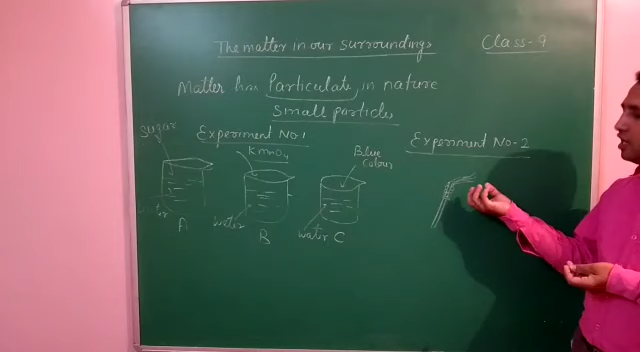 The matter in our surroundings
Class-9
Matter has Particulate, in nature
Small particles
Experiment No-1
Experiment No-2
Sugar
KmnO4
Blue
Colour
water
water
A
B
C